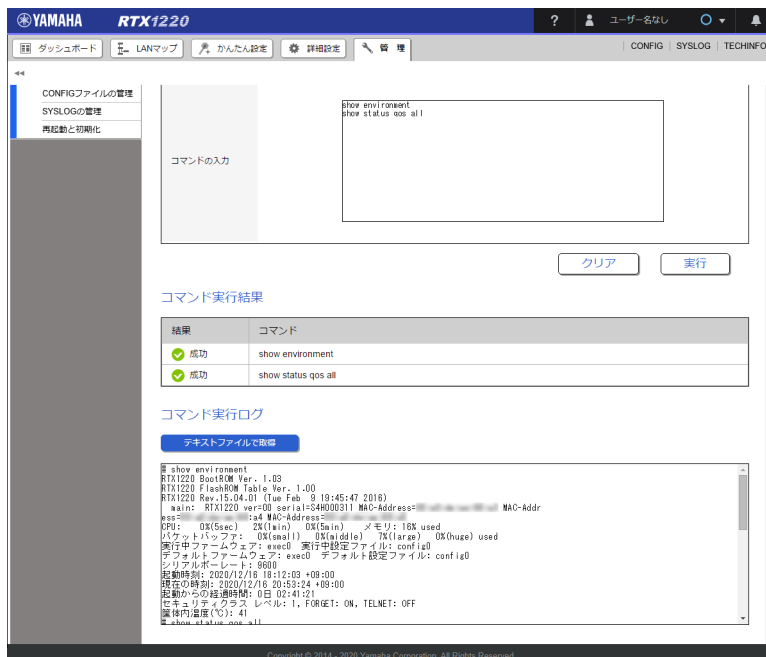 YAMAHA RTX1220 ? ユーザー名なし
ダッシュボード LANマップ かんたん設定 詳細設定 管理 CONFIG SYSLOG TECHINFO
CONFIGファイルの管理
SYSLOGの管理
再起動と初期化
コマンドの入力
show environment
show status qos all
クリア 実行
コマンド実行結果
結果 コマンド
成功 show environment
成功 show status qos all
コマンド実行ログ
テキストファイルで取得
# show environment
RTX1220 BootROM Ver. 1.03
RTX1220 FlashROM Table Ver. 1.00
RTX1220 Rev.15.04.01 (Tue Feb 9 19:45:47 2016)
main: RTX1220 ver=00 serial=S4H000311 MAC-Address= MAC-Addr
ess= :a4 MAC-Address=
CPU: 0%(5sec) 2%(1min) 0%(5min) メモリ: 16% used
パケットバッファ: 0%(small) 0%(middle) 7%(large) 0%(huge) used
実行中ファームウェア: exec0 実行中設定ファイル: config0
デフォルトファームウェア: exec0 デフォルト設定ファイル: config0
シリアルボーレート: 9600
起動時刻: 2020/12/16 18:12:03 +09:00
現在の時刻: 2020/12/16 20:53:24 +09:00
起動からの経過時間: 0日 02:41:21
セキュリティクラス レベル: 1, FORGET: ON, TELNET: OFF
筐体内温度(℃): 41
# show status qos all
Copyright © 2014 - 2020 Yamaha Corporation. All Rights Reserved.